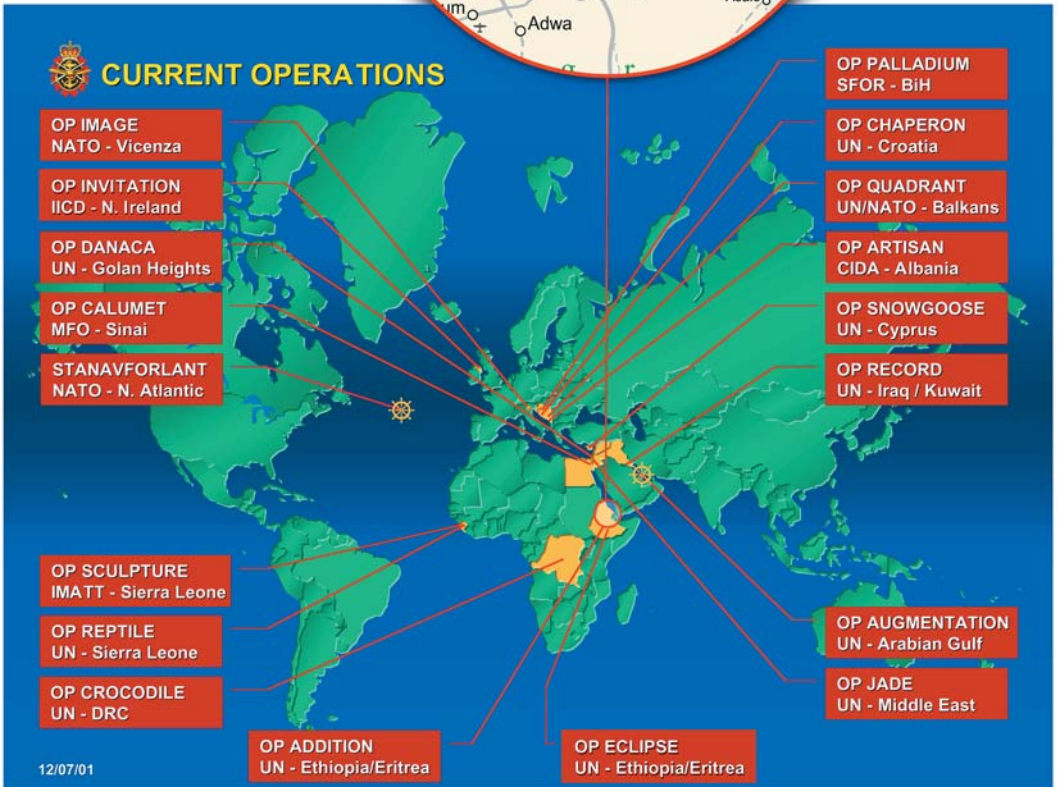 um
Adwa
g r
CURRENT OPERATIONS
OP IMAGE
NATO - Vicenza
OP INVITATION
IICD - N. Ireland
OP DANACA
UN - Golan Heights
OP CALUMET
MFO - Sinai
STANAVFORLANT
NATO - N. Atlantic
OP PALLADIUM
SFOR - BiH
OP CHAPERON
UN - Croatia
OP QUADRANT
UN/NATO - Balkans
OP ARTISAN
CIDA - Albania
OP SNOWGOOSE
UN - Cyprus
OP RECORD
UN - Iraq / Kuwait
OP SCULPTURE
IMATT - Sierra Leone
OP REPTILE
UN - Sierra Leone
OP CROCODILE
UN - DRC
OP AUGMENTATION
UN - Arabian Gulf
OP JADE
UN - Middle East
OP ADDITION
UN - Ethiopia/Eritrea
OP ECLIPSE
UN - Ethiopia/Eritrea
12/07/01